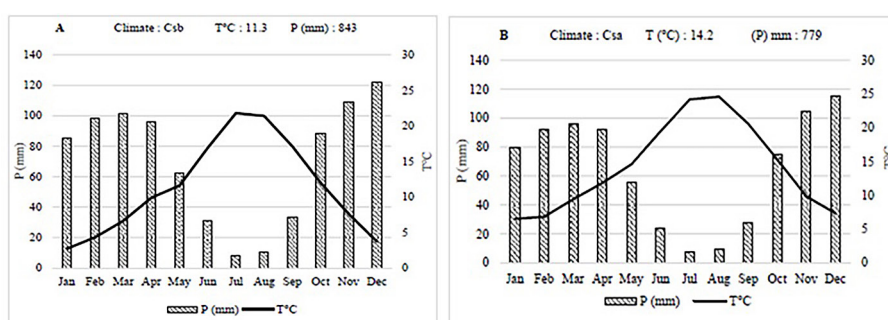 A Climate : Csb T°C : 11.3 P (mm) : 843
140 30
120 25
100 20
80 15
60 10
40 5
20 0
0
P (mm)
T°C
Jan Feb Mar Apr May Jun Jul Aug Sep Oct Nov Dec
P (mm) T°C
B Climate : Csa T (°C) : 14.2 (P) mm : 779
140 30
120 25
100 20
80 15
60 10
40 5
20 0
0
P (mm)
T°C
Jan Feb Mar Apr May Jun Jul Aug Sep Oct Nov Dec
P (mm) T°C